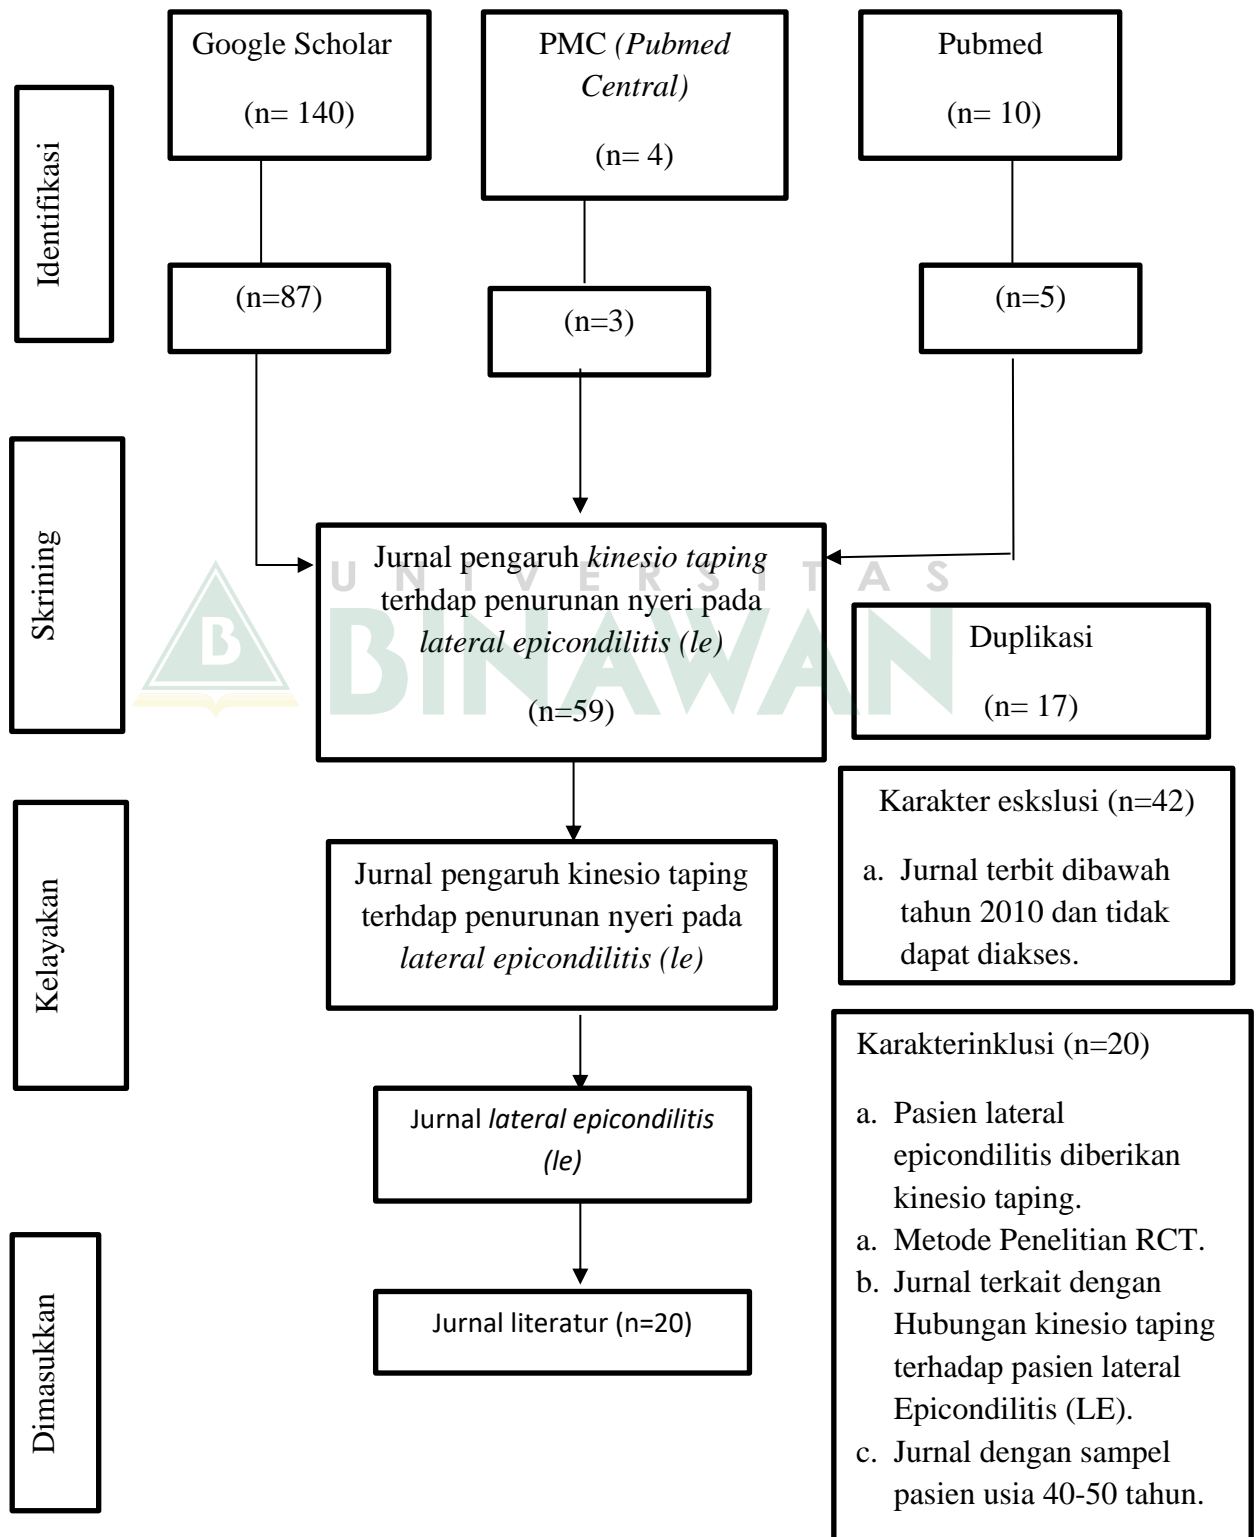 Google Scholar
(n= 140)
PMC (Pubmed
Central)
(n= 4)
Pubmed
(n= 10)
Identifikasi
(n=87)
(n=3)
(n=5)
Skrining
Jurnal pengaruh kinesio taping
terhdap penurunan nyeri pada
lateral epicondilitis (le)
(n=59)
UNIVERSITAS
B
BINAWAN
Duplikasi
(n= 17)
Karakter eskslusi (n=42)
a. Jurnal terbit dibawah
tahun 2010 dan tidak
dapat diakses.
Kelayakan
Jurnal pengaruh kinesio taping
terhdap penurunan nyeri pada
lateral epicondilitis (le)
Jurnal lateral epicondilitis
(le)
Karakterinklusi (n=20)
a. Pasien lateral
epicondilitis diberikan
kinesio taping.
a. Metode Penelitian RCT.
b. Jurnal terkait dengan
Hubungan kinesio taping
terhadap pasien lateral
Epicondilitis (LE).
c. Jurnal dengan sampel
pasien usia 40-50 tahun.
Dimasukkan
Jurnal literatur (n=20)